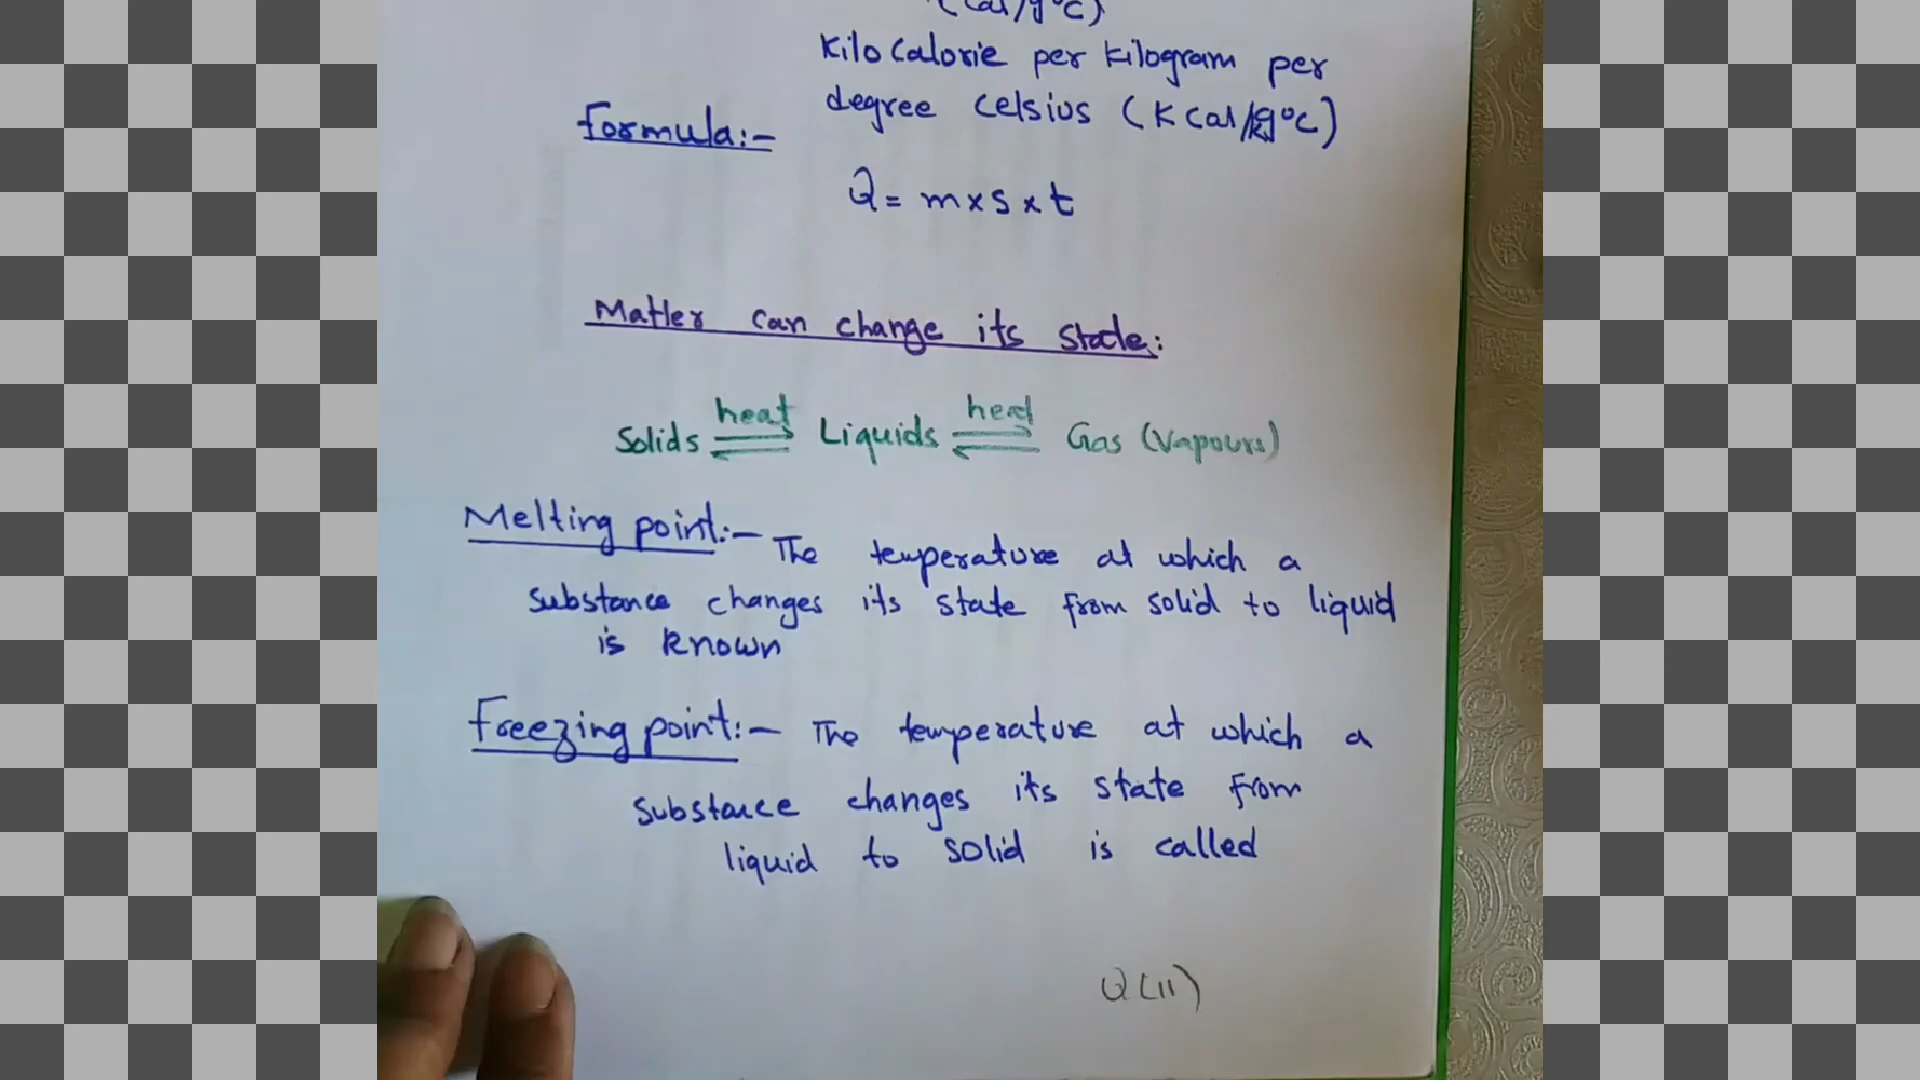 (Cal/g°C)
Kilo Calorie per kilogram per
degree celsius (Kcal/kg°C)
Formula:-
Q = m×s×t
Matter can change its state:
heat heat
Solids ⇌ Liquids ⇌ Gas (Vapours)
Melting point:- The temperature at which a
substance changes its state from solid to liquid
is known
Freezing point:- The temperature at which a
substance changes its state from
liquid to solid is called
Q(11)